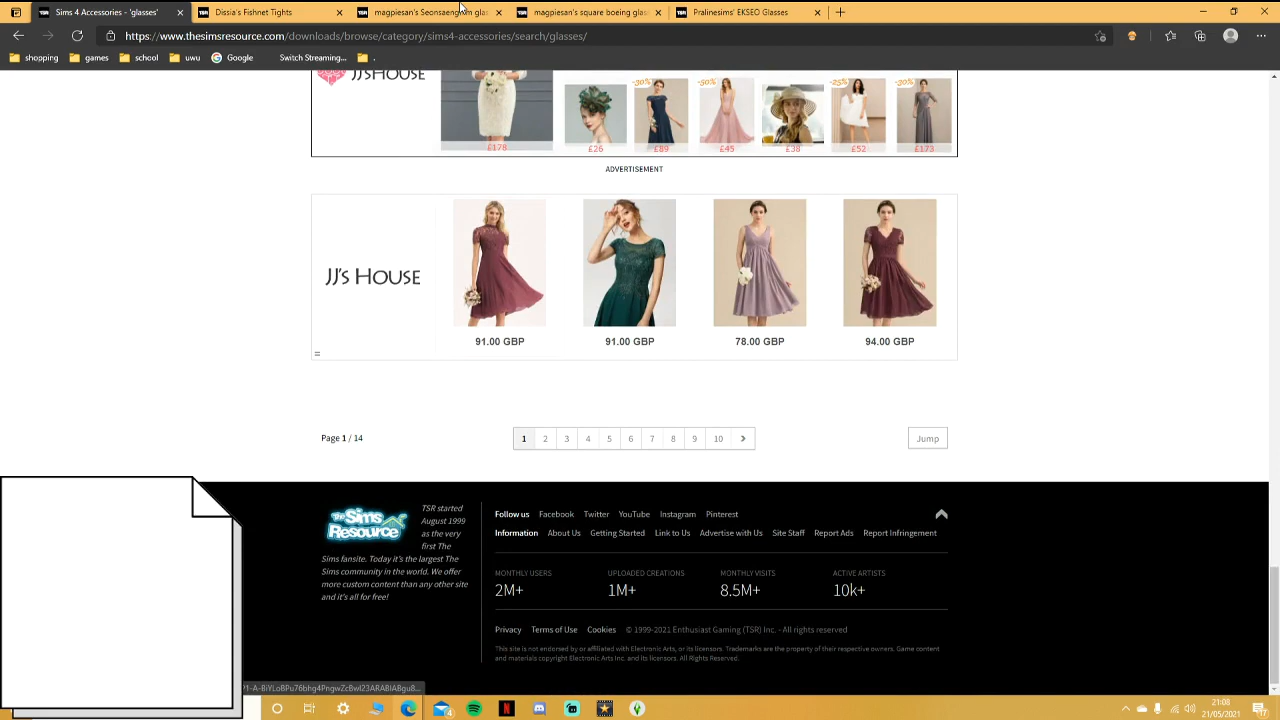 Sims 4 Accessories - 'glasses'
Dissia's Fishnet Tights
magpiesan's Sonsaengnim glas
magpiesan's
Pralinesims' EKSEO Glasses
https://www.thesimsresource.com/downloads/browse/category/sims4-accessories/search/glasses/
shopping
games
school
uwu
Google
Switch Streaming...
.
JJ'SHOUSE
-30% -50% -25% -30%
£178 £26 £89 £45 £38 £52 £173
ADVERTISEMENT
JJ's HOUSE
91.00 GBP 91.00 GBP 78.00 GBP 94.00 GBP
Page 1 / 14
1 2 3 4 5 6 7 8 9 10
Jump
The Sims Resource
TSR started
August 1999
as the very
first The
Sims fansite. Today it's the largest The
Sims community in the world. We offer
more custom content than any other site
and it's all for free!
Follow us Facebook Twitter YouTube Instagram Pinterest
Information About Us Getting Started Link to Us Advertise with Us Site Staff Report Ads Report Infringement
MONTHLY USERS
2M+
UPLOADED CREATIONS
1M+
MONTHLY VISITS
8.5M+
ACTIVE ARTISTS
10k+
Privacy Terms of Use Cookies © 1999-2021 Enthusiast Gaming (TSR) Inc. - All rights reserved
This site is not endorsed by or affiliated with Electronic Arts, or its licensors. Trademarks are the property of their respective owners. Game content
and materials copyright Electronic Arts Inc. and its licensors. All Rights Reserved.
21:08
21/05/2021